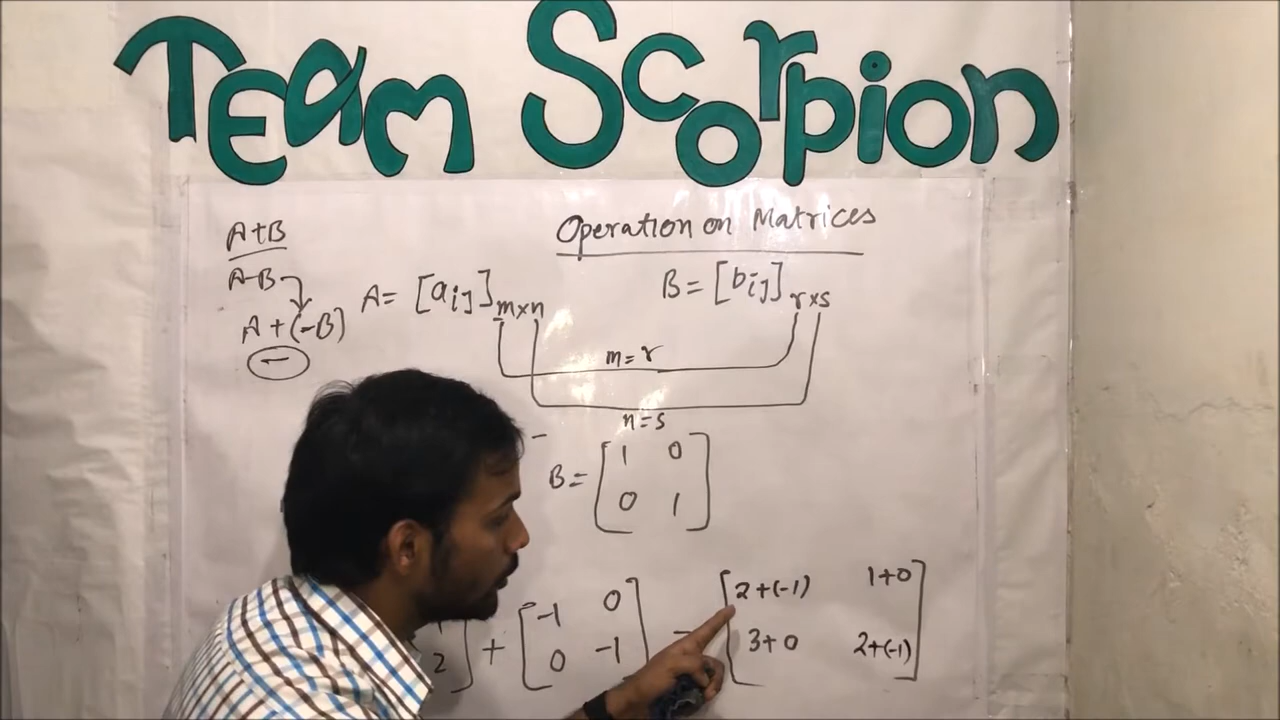 TEam Scorpion
Operation on Matrices
A+B
A-B
A+(-B)
-
A= [aij]m×n
B= [bij]r×s
m=r
n=s
-
B= [1 0
0 1]
1
2] + [-1 0
0 -1] = [2+(-1) 1+0
3+0 2+(-1)]